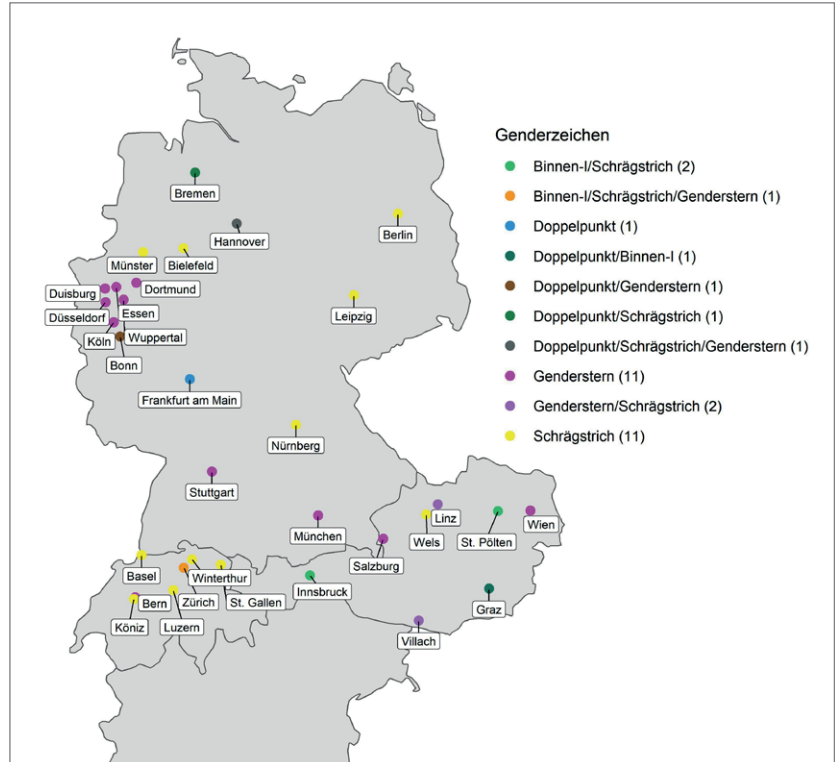 Genderzeichen
Binnen-I/Schrägstrich (2)
Binnen-I/Schrägstrich/Genderstern (1)
Doppelpunkt (1)
Doppelpunkt/Binnen-I (1)
Doppelpunkt/Genderstern (1)
Doppelpunkt/Schrägstrich (1)
Doppelpunkt/Schrägstrich/Genderstern (1)
Genderstern (11)
Genderstern/Schrägstrich (2)
Schrägstrich (11)
Bremen
Hannover
Berlin
Münster
Bielefeld
Duisburg
Dortmund
Düsseldorf
Essen
Leipzig
Köln
Wuppertal
Bonn
Frankfurt am Main
Nürnberg
Stuttgart
München
Linz
Wien
Wels
St. Pölten
Salzburg
Basel
Winterthur
Innsbruck
Bern
Zürich
St. Gallen
Graz
Köniz
Luzern
Villach